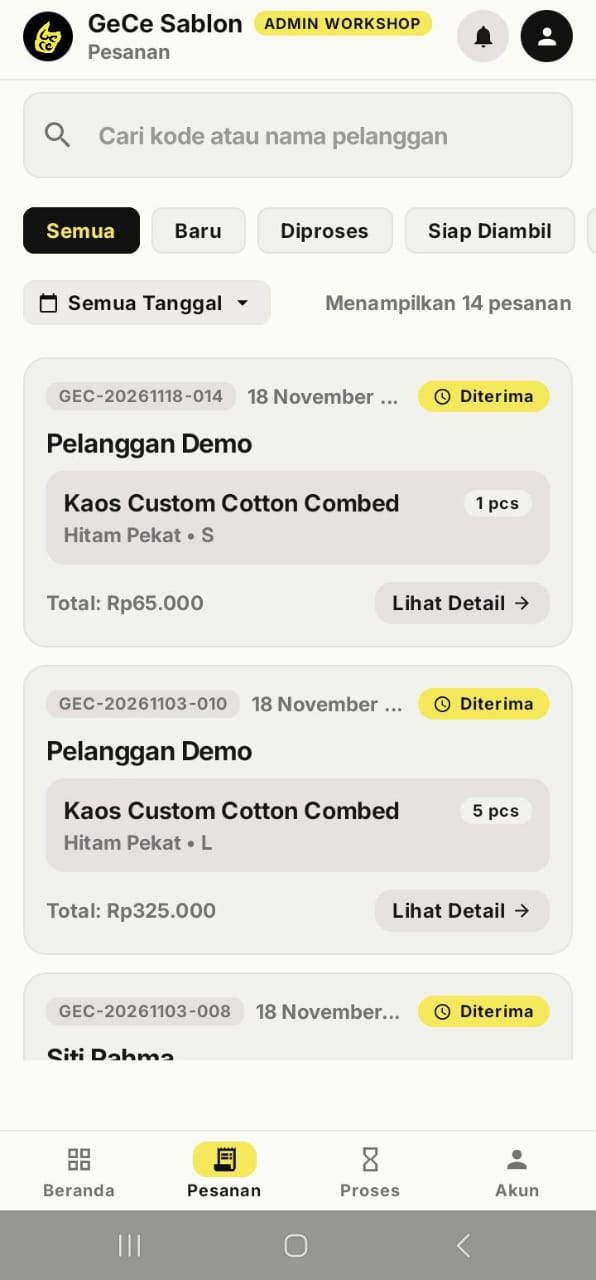 GeCe Sablon ADMIN WORKSHOP
Pesanan
Cari kode atau nama pelanggan
Semua Baru Diproses Siap Diambil
Semua Tanggal Menampilkan 14 pesanan
GEC-20261118-014 18 November ... Diterima
Pelanggan Demo
Kaos Custom Cotton Combed 1 pcs
Hitam Pekat • S
Total: Rp65.000 Lihat Detail →
GEC-20261103-010 18 November ... Diterima
Pelanggan Demo
Kaos Custom Cotton Combed 5 pcs
Hitam Pekat • L
Total: Rp325.000 Lihat Detail →
GEC-20261103-008 18 November... Diterima
Siti Rahma
Beranda Pesanan Proses Akun